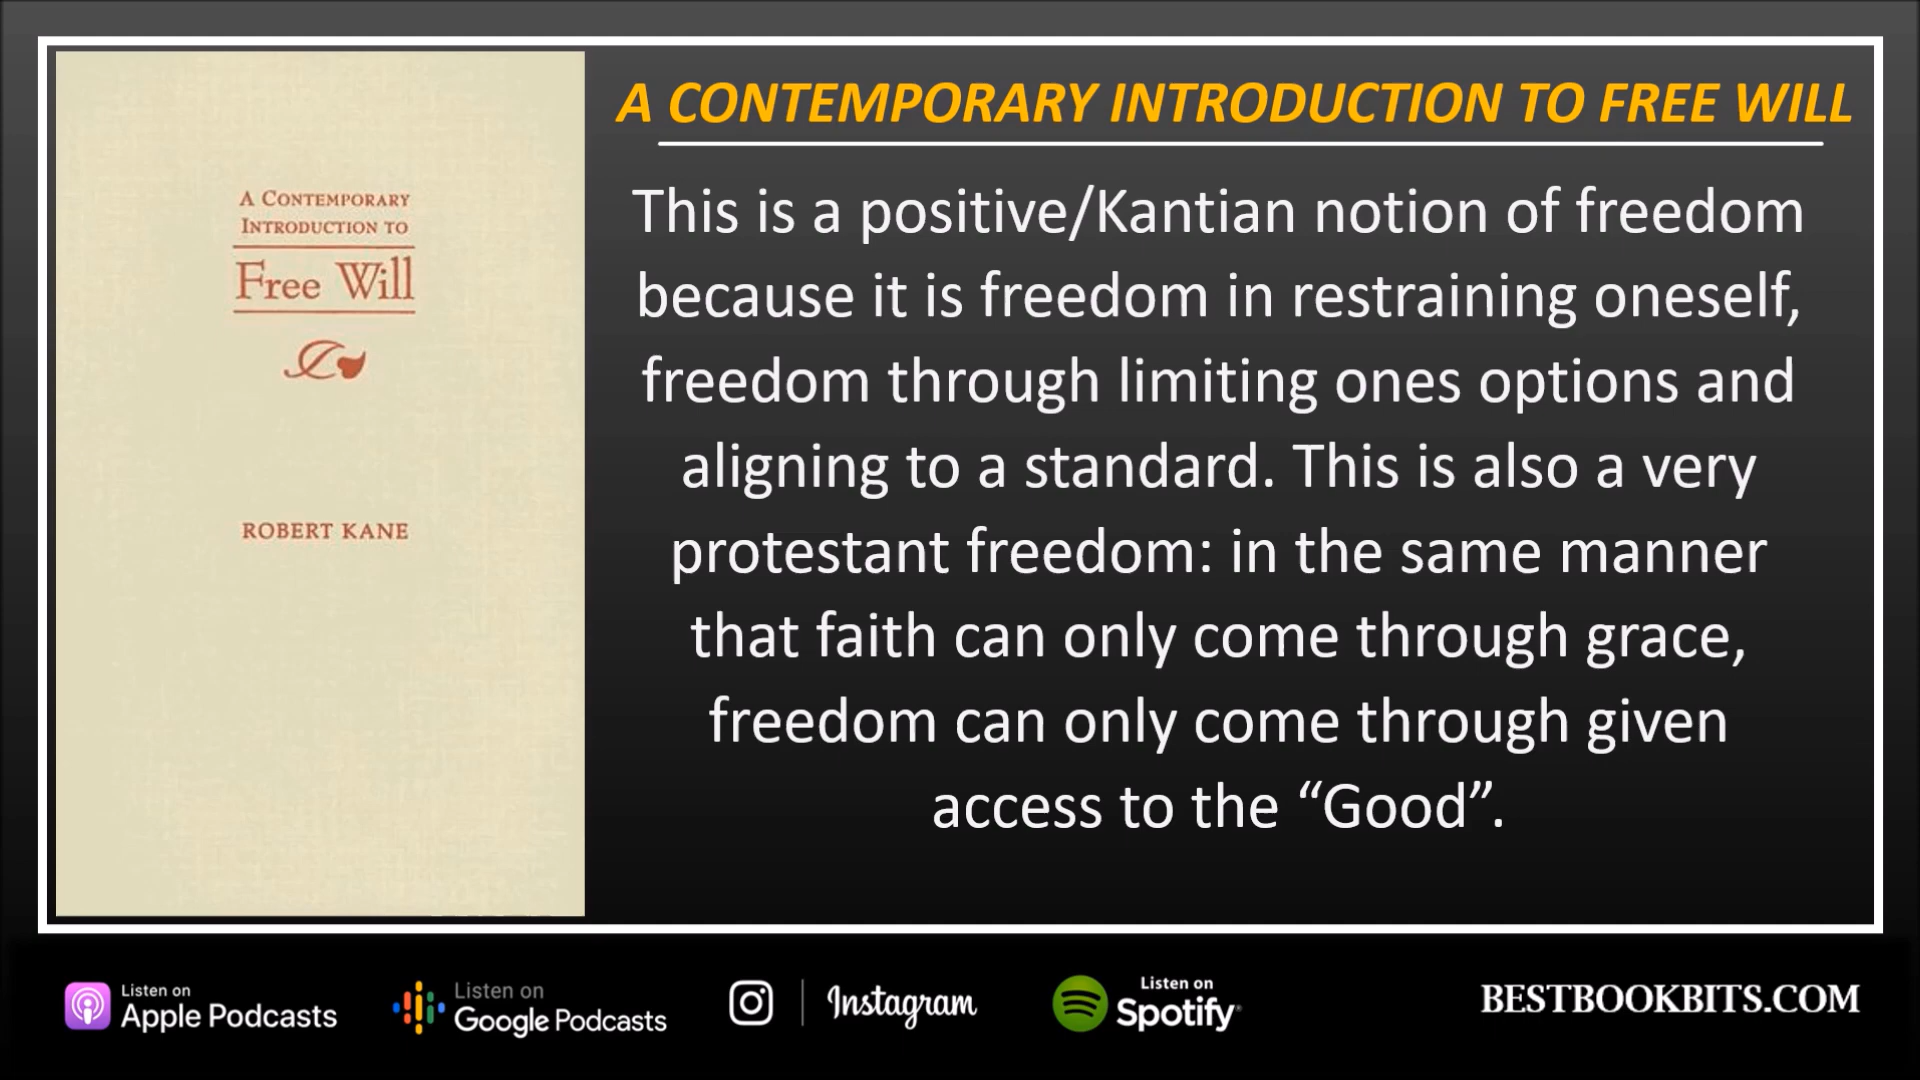 A CONTEMPORARY
INTRODUCTION TO
Free Will
ROBERT KANE
A CONTEMPORARY INTRODUCTION TO FREE WILL
This is a positive/Kantian notion of freedom
because it is freedom in restraining oneself,
freedom through limiting ones options and
aligning to a standard. This is also a very
protestant freedom: in the same manner
that faith can only come through grace,
freedom can only come through given
access to the “Good”.
Listen on
Apple Podcasts
Listen on
Google Podcasts
Instagram
Listen on
Spotify
BESTBOOKBITS.COM